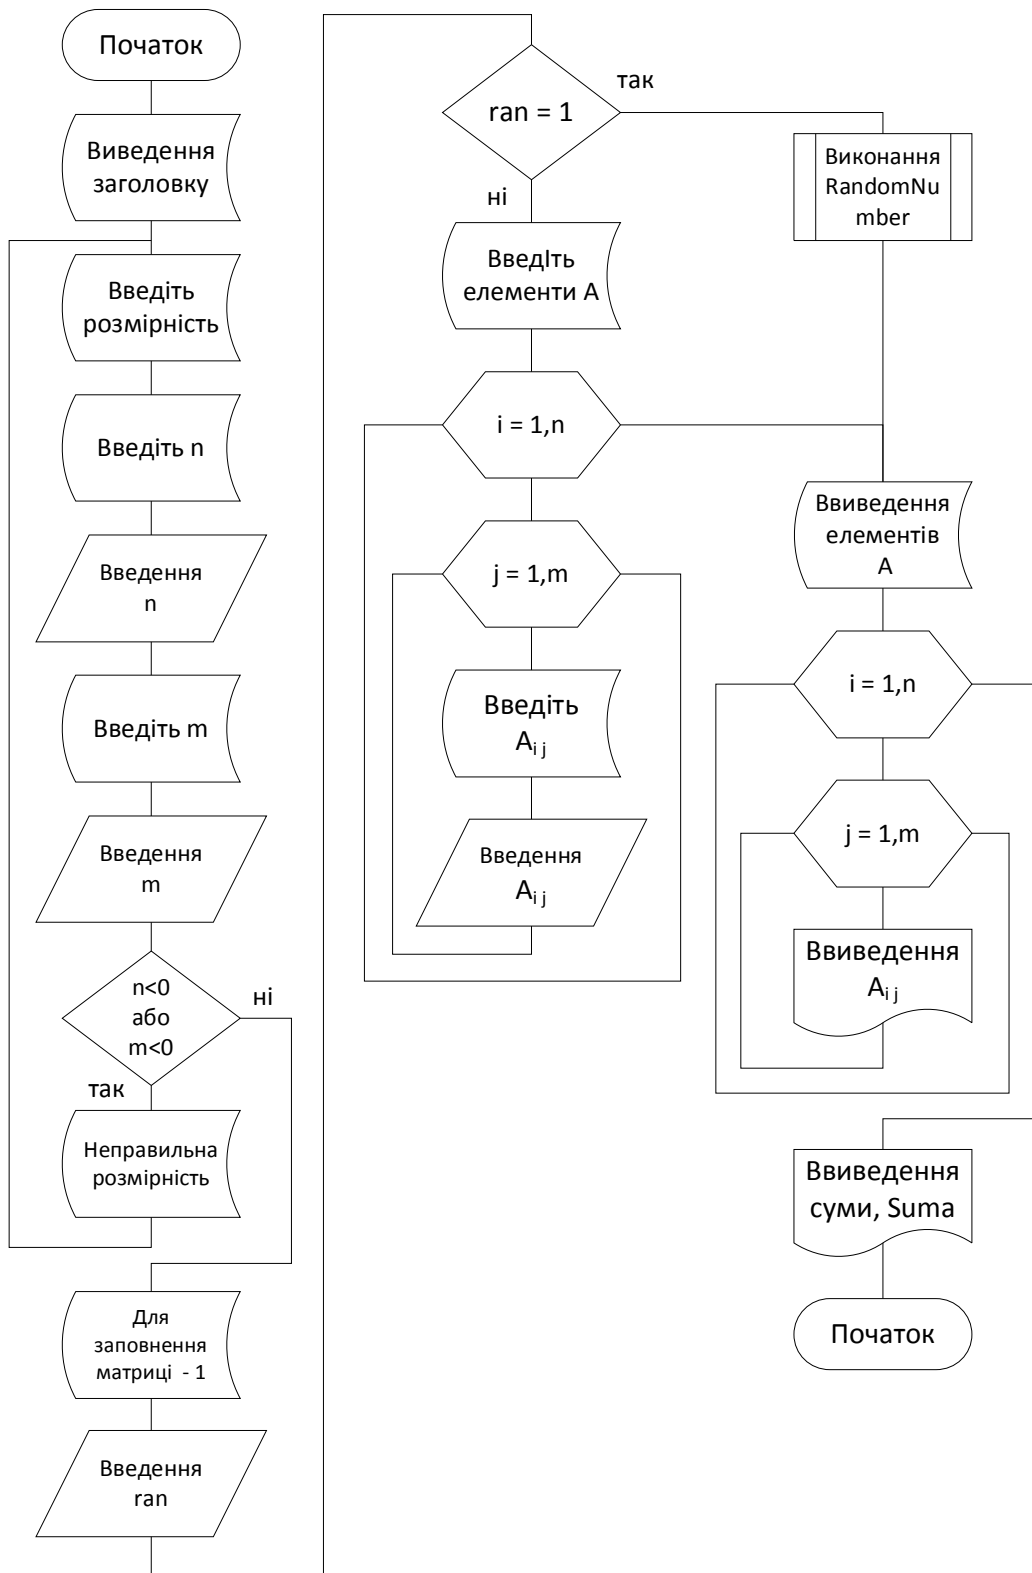 Початок
Виведення
заголовку
Введіть
розмірність
Введіть n
Введення
n
Введіть m
Введення
m
n<0
або
m<0
ні
так
Неправильна
розмірність
Для
заповнення
матриці - 1
Введення
ran
ran = 1
так
ні
Виконання
RandomNu
mber
ВведІть
елементи A
i = 1,n
j = 1,m
Введіть
Ai j
Введення
Ai j
Ввиведення
елементів
A
i = 1,n
j = 1,m
Ввиведення
Ai j
Ввиведення
суми, Suma
Початок